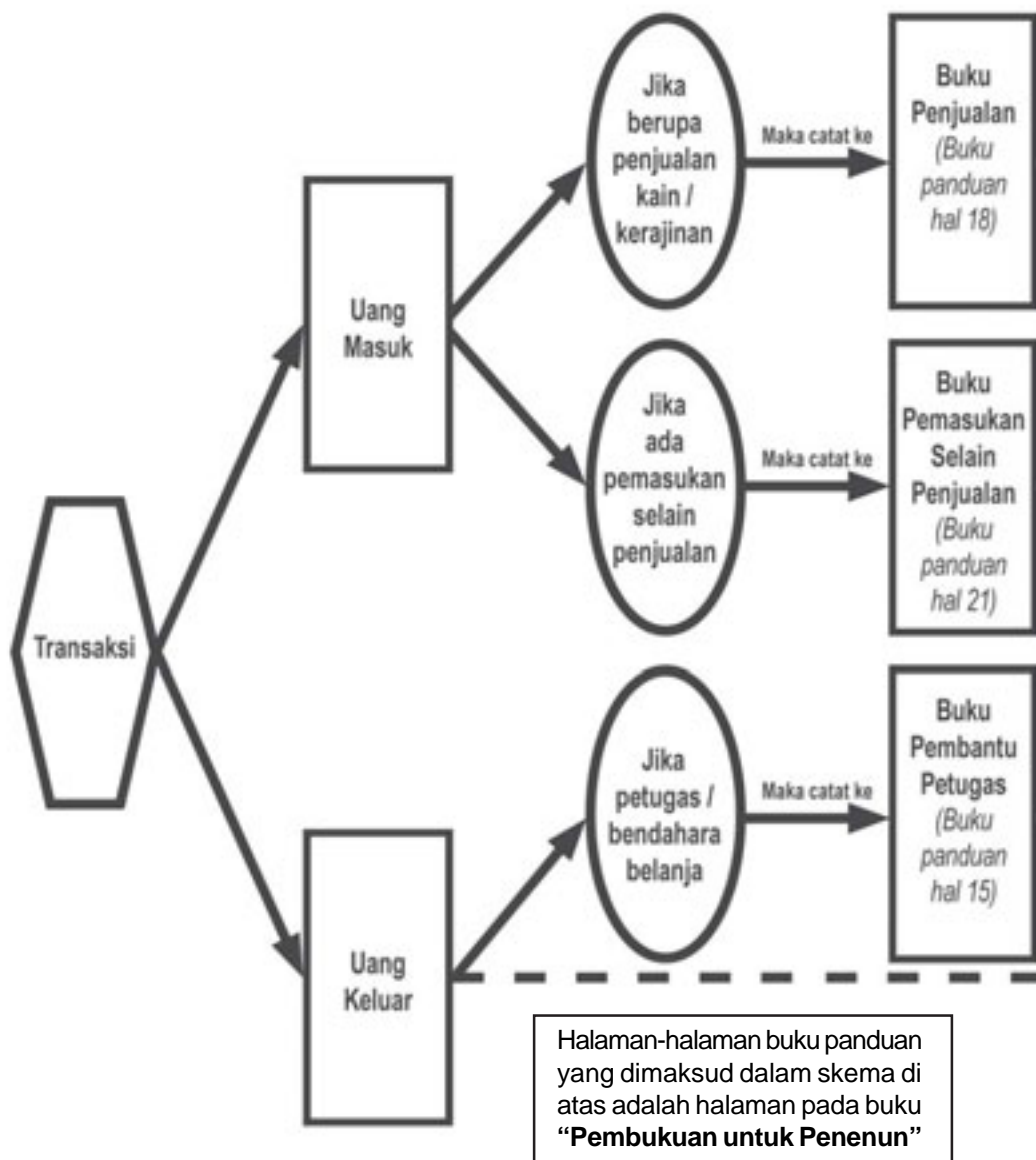 Transaksi
Uang
Masuk
Jika
berupa
penjualan
kain /
kerajinan
Maka catat ke
Buku
Penjualan
(Buku
panduan
hal 18)
Jika
ada
pemasukan
selain
penjualan
Maka catat ke
Buku
Pemasukan
Selain
Penjualan
(Buku
panduan
hal 21)
Uang
Keluar
Jika
petugas /
bendahara
belanja
Maka catat ke
Buku
Pembantu
Petugas
(Buku
panduan
hal 15)
Halaman-halaman buku panduan
yang dimaksud dalam skema di
atas adalah halaman pada buku
“Pembukuan untuk Penenun”